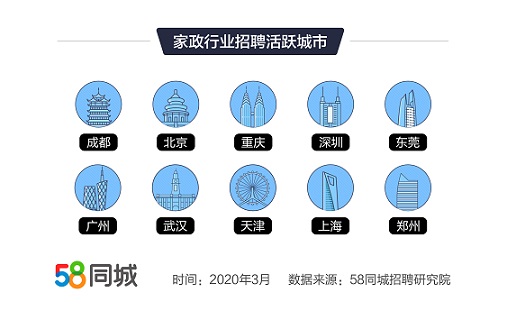 家政行业招聘活跃城市
成都 北京 重庆 深圳 东莞
广州 武汉 天津 上海 郑州
58同城 时间：2020年3月 数据来源：58同城招聘研究院